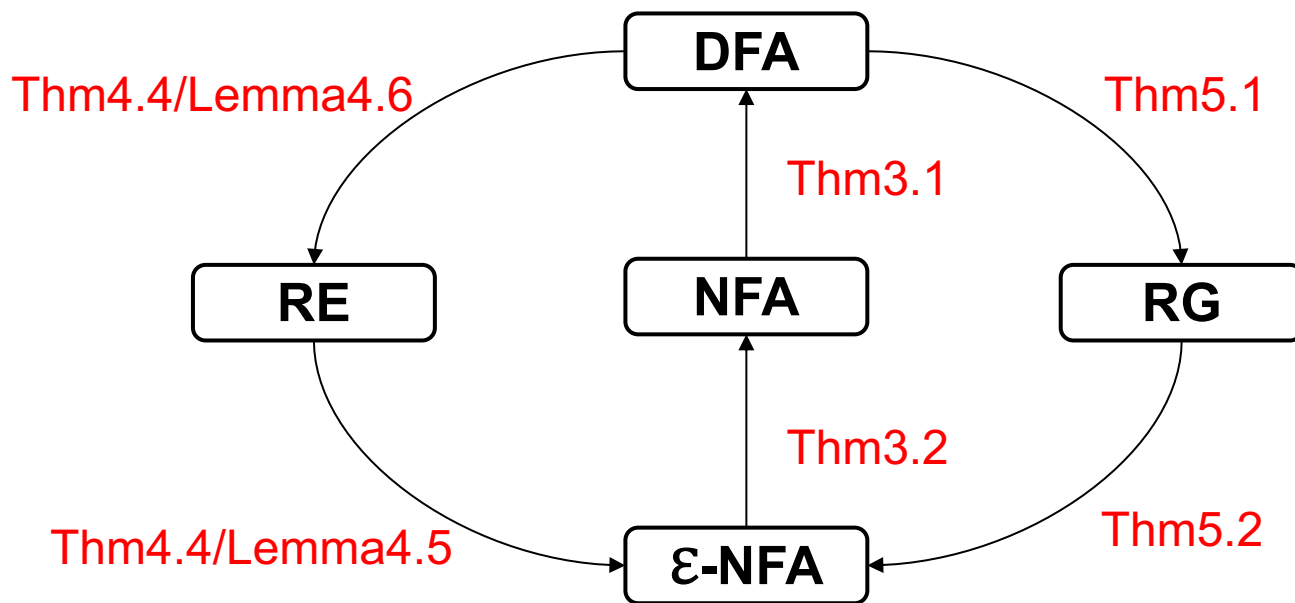 DFA
Thm4.4/Lemma4.6
Thm5.1
Thm3.1
RE
NFA
RG
Thm3.2
Thm4.4/Lemma4.5
Thm5.2
ε-NFA